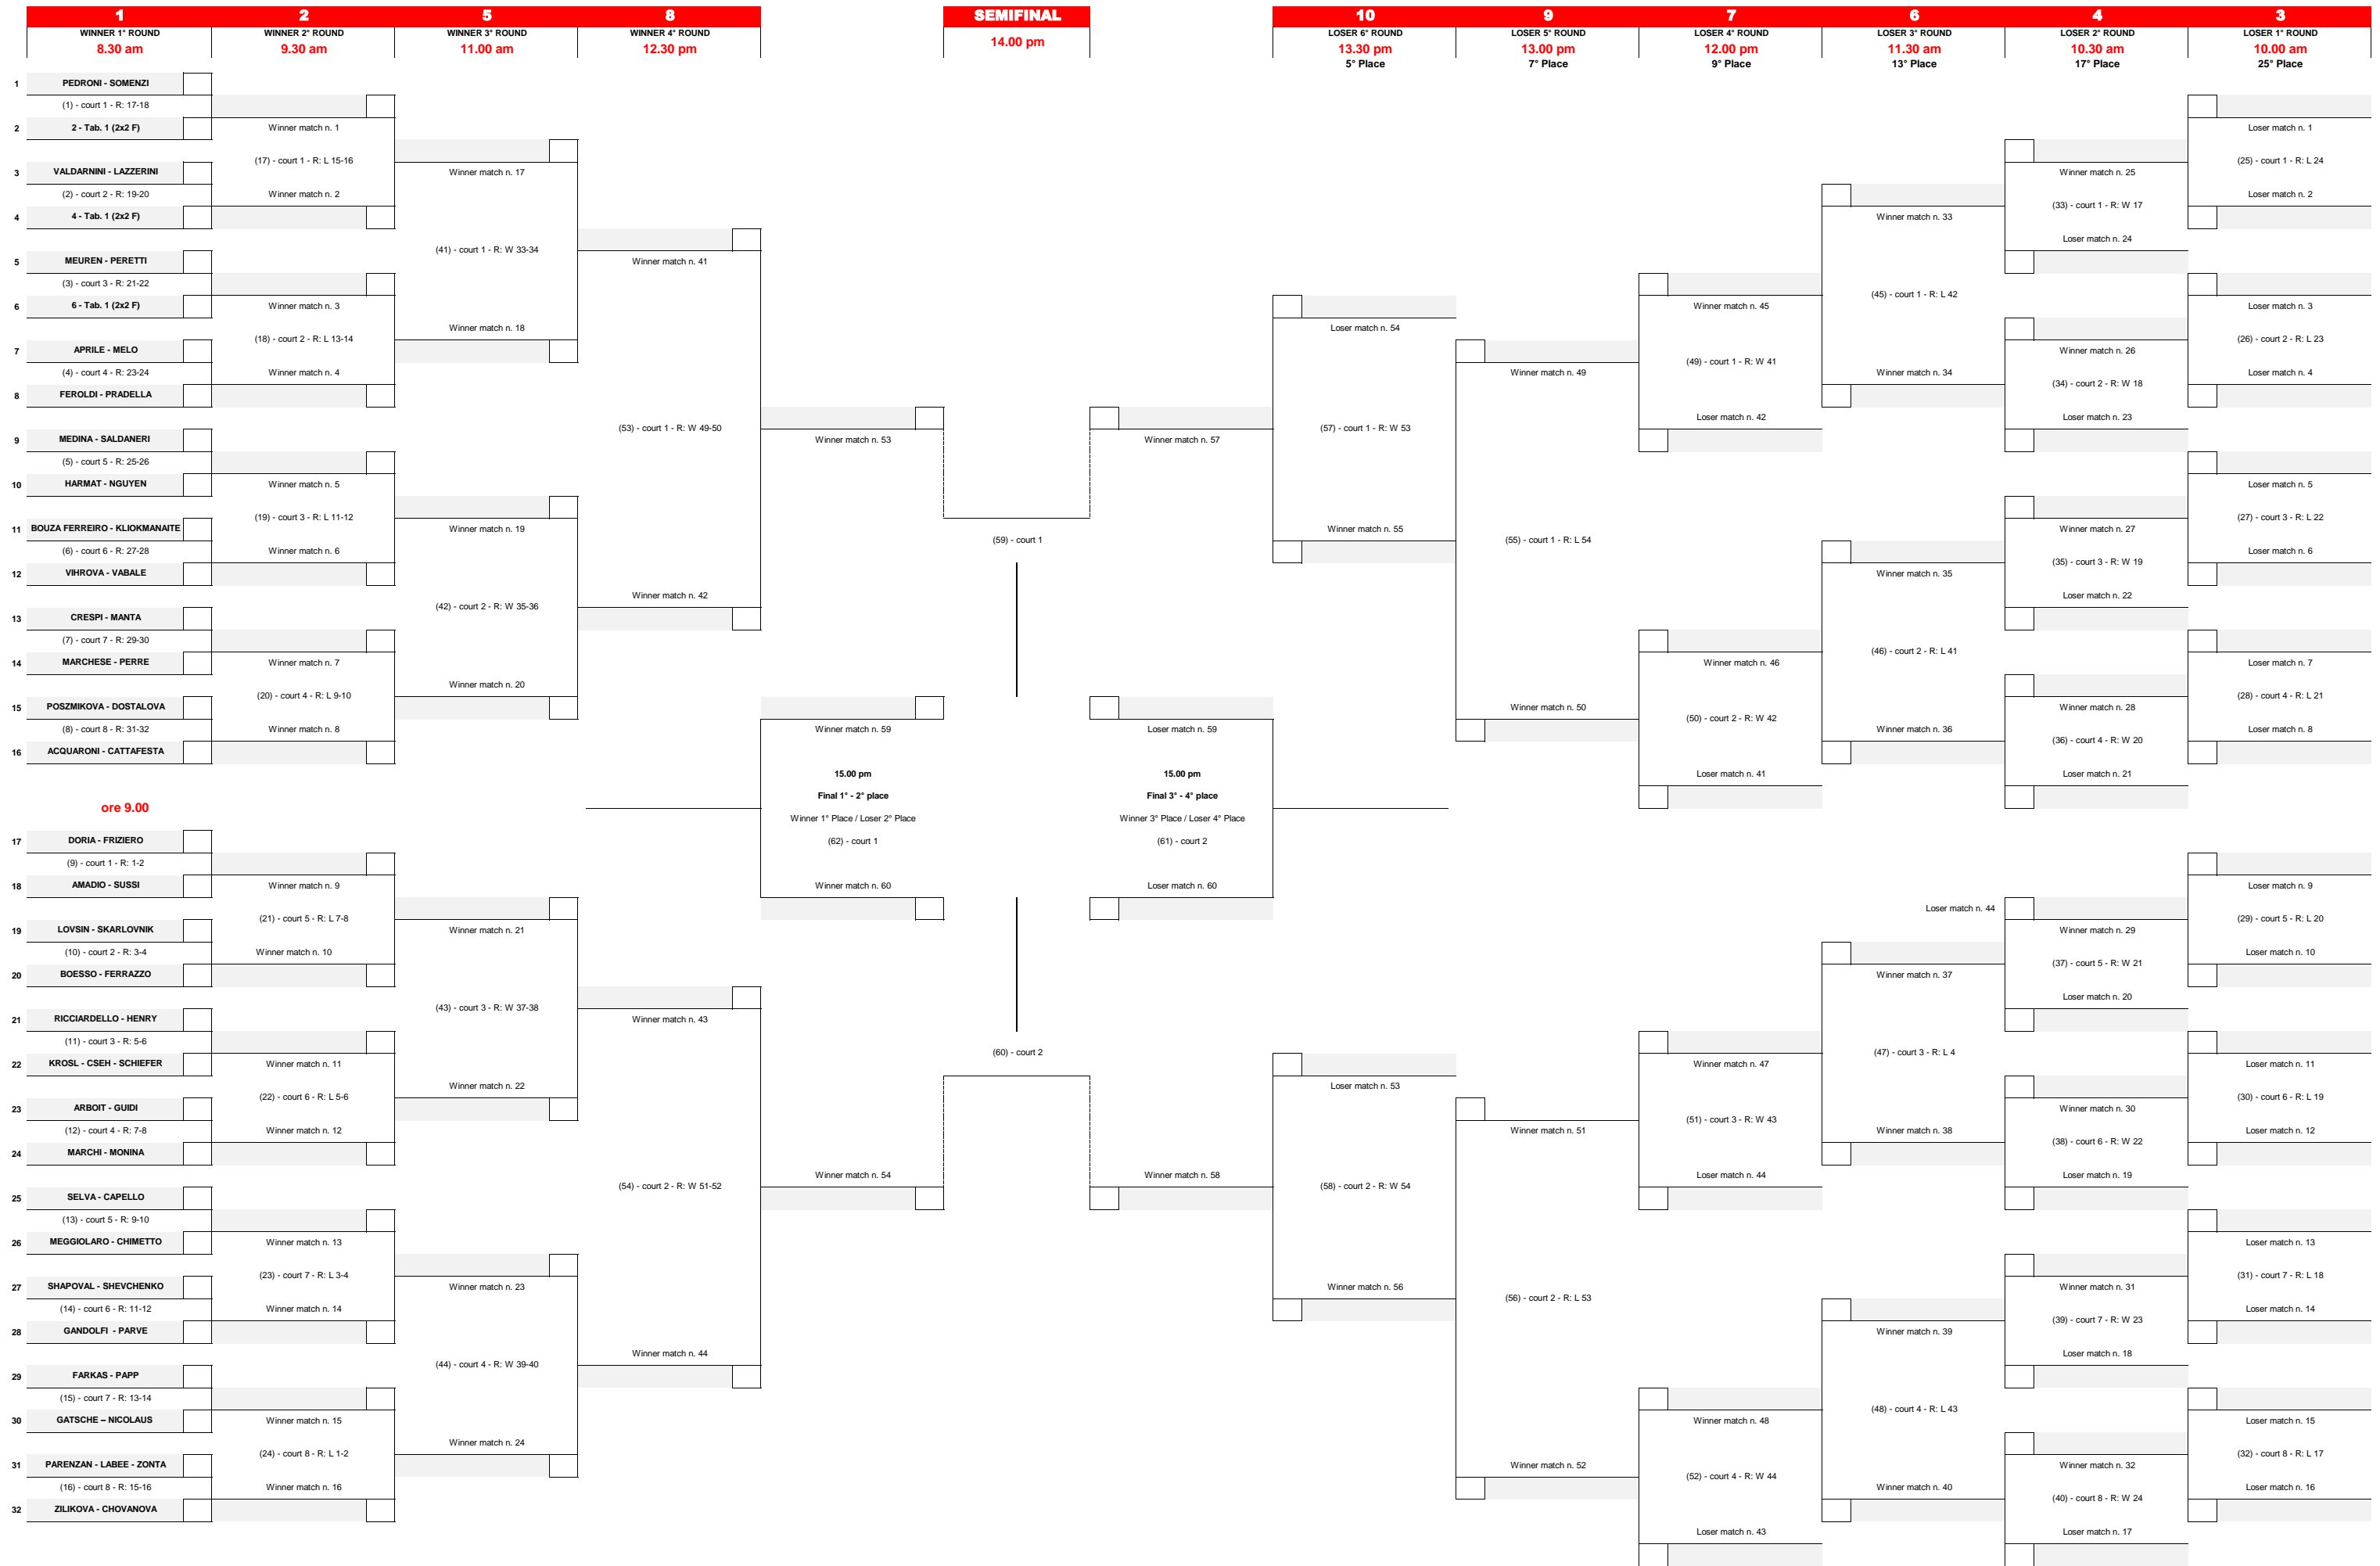 1
2
5
8
SEMIFINAL
10
9
7
6
4
3
WINNER 1° ROUND
WINNER 2° ROUND
WINNER 3° ROUND
WINNER 4° ROUND
LOSER 6° ROUND
LOSER 5° ROUND
LOSER 4° ROUND
LOSER 3° ROUND
LOSER 2° ROUND
LOSER 1° ROUND
8.30 am
9.30 am
11.00 am
12.30 pm
14.00 pm
13.30 pm
13.00 pm
12.00 pm
11.30 am
10.30 am
10.00 am
5° Place
7° Place
9° Place
13° Place
17° Place
25° Place
1 PEDRONI - SOMENZI
(1) - court 1 - R: 17-18
2 2 - Tab. 1 (2x2 F)
3 VALDARNINI - LAZZERINI
(2) - court 2 - R: 19-20
4 4 - Tab. 1 (2x2 F)
5 MEUREN - PERETTI
(3) - court 3 - R: 21-22
6 6 - Tab. 1 (2x2 F)
7 APRILE - MELO
(4) - court 4 - R: 23-24
8 FEROLDI - PRADELLA
9 MEDINA - SALDANERI
(5) - court 5 - R: 25-26
10 HARMAT - NGUYEN
11 BOUZA FERREIRO - KLIOKMANAITE
(6) - court 6 - R: 27-28
12 VIHROVA - VABALE
13 CRESPI - MANTA
(7) - court 7 - R: 29-30
14 MARCHESE - PERRE
15 POSZMIKOVA - DOSTALOVA
(8) - court 8 - R: 31-32
16 ACQUARONI - CATTAFESTA
ore 9.00
17 DORIA - FRIZIERO
(9) - court 1 - R: 1-2
18 AMADIO - SUSSI
19 LOVSIN - SKARLOVNIK
(10) - court 2 - R: 3-4
20 BOESSO - FERRAZZO
21 RICCIARDELLO - HENRY
(11) - court 3 - R: 5-6
22 KROSL - CSEH - SCHIEFER
23 ARBOIT - GUIDI
(12) - court 4 - R: 7-8
24 MARCHI - MONINA
25 SELVA - CAPELLO
(13) - court 5 - R: 9-10
26 MEGGIOLARO - CHIMETTO
27 SHAPOVAL - SHEVCHENKO
(14) - court 6 - R: 11-12
28 GANDOLFI - PARVE
29 FARKAS - PAPP
(15) - court 7 - R: 13-14
30 GATSCHE – NICOLAUS
31 PARENZAN - LABEE - ZONTA
(16) - court 8 - R: 15-16
32 ZILIKOVA - CHOVANOVA
Winner match n. 1
(17) - court 1 - R: L 15-16
Winner match n. 2
Winner match n. 3
(18) - court 2 - R: L 13-14
Winner match n. 4
Winner match n. 5
(19) - court 3 - R: L 11-12
Winner match n. 6
Winner match n. 7
(20) - court 4 - R: L 9-10
Winner match n. 8
Winner match n. 9
(21) - court 5 - R: L 7-8
Winner match n. 10
Winner match n. 11
(22) - court 6 - R: L 5-6
Winner match n. 12
Winner match n. 13
(23) - court 7 - R: L 3-4
Winner match n. 14
Winner match n. 15
(24) - court 8 - R: L 1-2
Winner match n. 16
Winner match n. 17
(41) - court 1 - R: W 33-34
Winner match n. 18
Winner match n. 19
(42) - court 2 - R: W 35-36
Winner match n. 20
Winner match n. 21
(43) - court 3 - R: W 37-38
Winner match n. 22
Winner match n. 23
(44) - court 4 - R: W 39-40
Winner match n. 24
Winner match n. 41
(53) - court 1 - R: W 49-50
Winner match n. 42
Winner match n. 43
(54) - court 2 - R: W 51-52
Winner match n. 44
Winner match n. 53
Winner match n. 59
15.00 pm
Final 1° - 2° place
Winner 1° Place / Loser 2° Place
(62) - court 1
Winner match n. 60
Winner match n. 54
(59) - court 1
(60) - court 2
Winner match n. 57
Loser match n. 59
15.00 pm
Final 3° - 4° place
Winner 3° Place / Loser 4° Place
(61) - court 2
Loser match n. 60
Winner match n. 58
Loser match n. 54
(57) - court 1 - R: W 53
Winner match n. 55
Loser match n. 53
(58) - court 2 - R: W 54
Winner match n. 56
Winner match n. 49
(55) - court 1 - R: L 54
Winner match n. 50
Winner match n. 51
(56) - court 2 - R: L 53
Winner match n. 52
Winner match n. 45
(49) - court 1 - R: W 41
Loser match n. 42
Winner match n. 46
(50) - court 2 - R: W 42
Loser match n. 41
Winner match n. 47
(51) - court 3 - R: W 43
Loser match n. 44
Winner match n. 48
(52) - court 4 - R: W 44
Loser match n. 43
Winner match n. 33
(45) - court 1 - R: L 42
Winner match n. 34
Winner match n. 35
(46) - court 2 - R: L 41
Winner match n. 36
Loser match n. 44
Winner match n. 37
(47) - court 3 - R: L 4
Winner match n. 38
Winner match n. 39
(48) - court 4 - R: L 43
Winner match n. 40
Winner match n. 25
(33) - court 1 - R: W 17
Loser match n. 24
Winner match n. 26
(34) - court 2 - R: W 18
Loser match n. 23
Winner match n. 27
(35) - court 3 - R: W 19
Loser match n. 22
Winner match n. 28
(36) - court 4 - R: W 20
Loser match n. 21
Winner match n. 29
(37) - court 5 - R: W 21
Loser match n. 20
Winner match n. 30
(38) - court 6 - R: W 22
Loser match n. 19
Winner match n. 31
(39) - court 7 - R: W 23
Loser match n. 18
Winner match n. 32
(40) - court 8 - R: W 24
Loser match n. 17
Loser match n. 1
(25) - court 1 - R: L 24
Loser match n. 2
Loser match n. 3
(26) - court 2 - R: L 23
Loser match n. 4
Loser match n. 5
(27) - court 3 - R: L 22
Loser match n. 6
Loser match n. 7
(28) - court 4 - R: L 21
Loser match n. 8
Loser match n. 9
(29) - court 5 - R: L 20
Loser match n. 10
Loser match n. 11
(30) - court 6 - R: L 19
Loser match n. 12
Loser match n. 13
(31) - court 7 - R: L 18
Loser match n. 14
Loser match n. 15
(32) - court 8 - R: L 17
Loser match n. 16